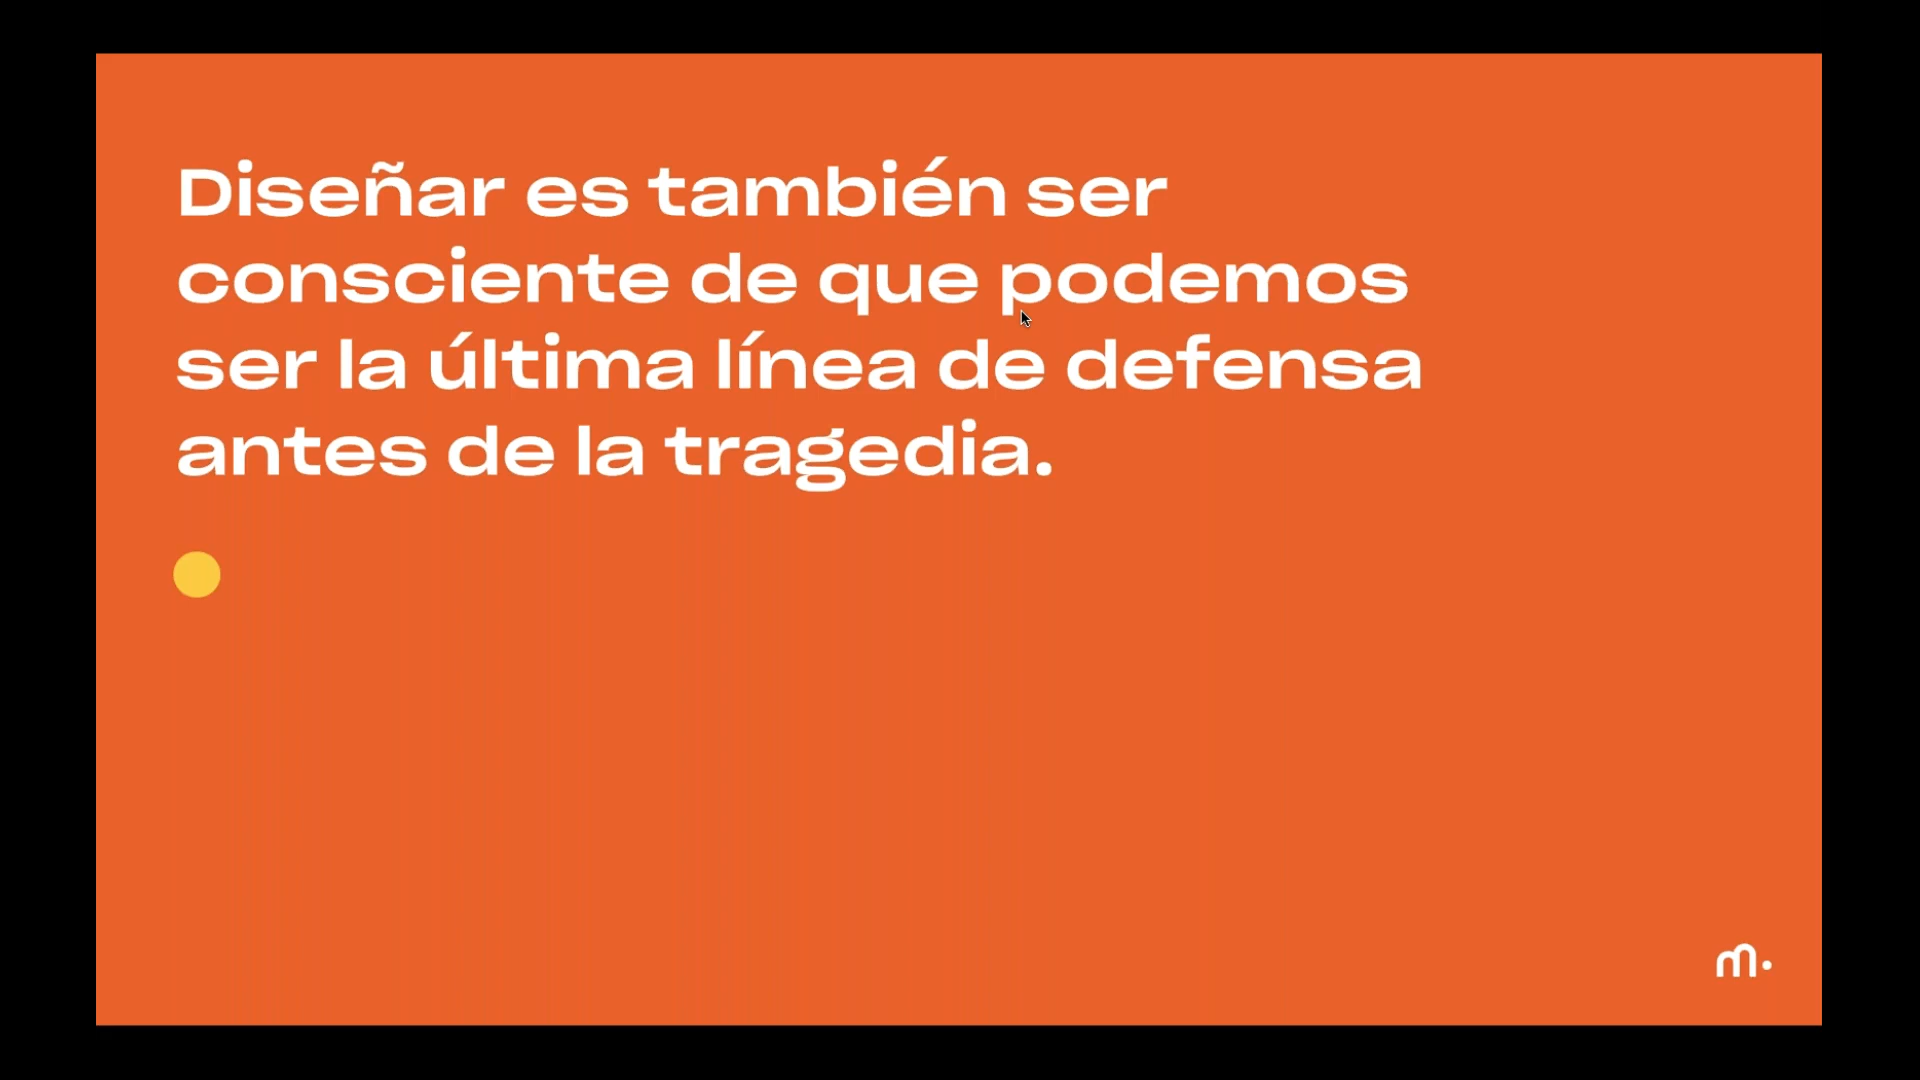 Diseñar es también ser
consciente de que podemos
ser la última línea de defensa
antes de la tragedia.
m.